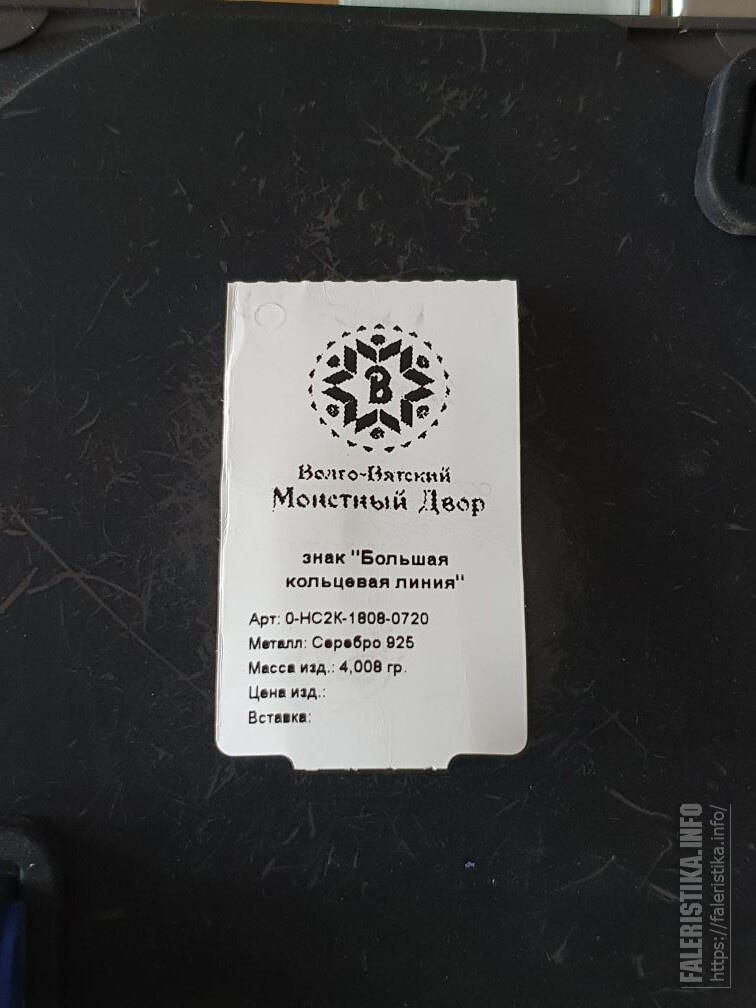 В
Волго-Вятский
Монетный Двор
знак "Большая
кольцевая линия"
Арт: 0-НС2К-1808-0720
Металл: Серебро 925
Масса изд.: 4,008 гр.
Цена изд.:
Вставка:
FALERISTIKA.INFO
https://faleristika.info/